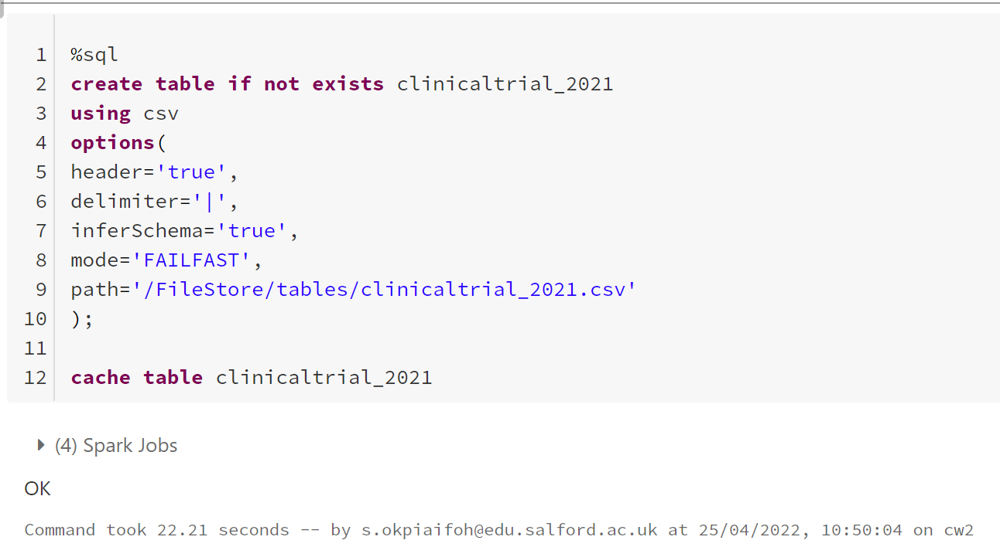 1 %sql
2 create table if not exists clinicaltrial_2021
3 using csv
4 options(
5 header='true',
6 delimiter='|',
7 inferSchema='true',
8 mode='FAILFAST',
9 path='/FileStore/tables/clinicaltrial_2021.csv'
10 );
11
12 cache table clinicaltrial_2021
(4) Spark Jobs
OK
Command took 22.21 seconds -- by s.okpiaifoh@edu.salford.ac.uk at 25/04/2022, 10:50:04 on cw2